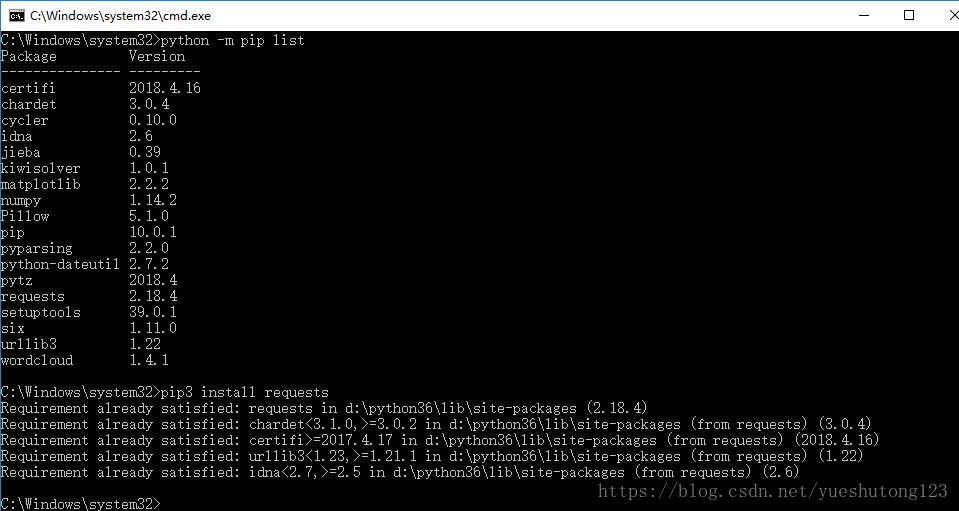 C:\Windows\system32\cmd.exe
C:\Windows\system32>python -m pip list
Package Version
--------------- ---------
certifi 2018.4.16
chardet 3.0.4
cycler 0.10.0
idna 2.6
jieba 0.39
kiwisolver 1.0.1
matplotlib 2.2.2
numpy 1.14.2
Pillow 5.1.0
pip 10.0.1
pyparsing 2.2.0
python-dateutil 2.7.2
pytz 2018.4
requests 2.18.4
setuptools 39.0.1
six 1.11.0
urllib3 1.22
wordcloud 1.4.1
C:\Windows\system32>pip3 install requests
Requirement already satisfied: requests in d:\python36\lib\site-packages (2.18.4)
Requirement already satisfied: chardet<3.1.0,>=3.0.2 in d:\python36\lib\site-packages (from requests) (3.0.4)
Requirement already satisfied: certifi>=2017.4.17 in d:\python36\lib\site-packages (from requests) (2018.4.16)
Requirement already satisfied: urllib3<1.23,>=1.21.1 in d:\python36\lib\site-packages (from requests) (1.22)
Requirement already satisfied: idna<2.7,>=2.5 in d:\python36\lib\site-packages (from requests) (2.6)
https://blog.csdn.net/yueshutong123
C:\Windows\system32>